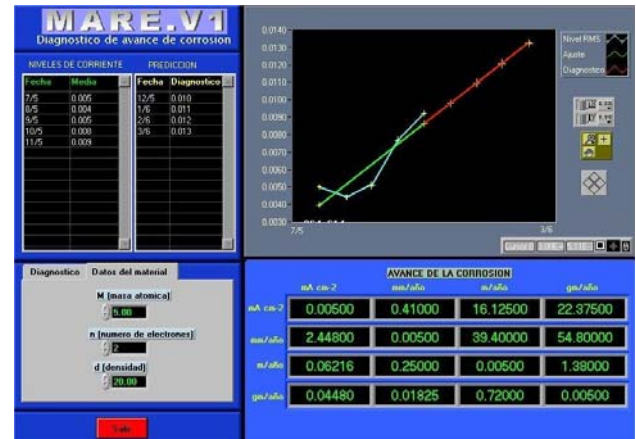 MARE.V1
Diagnostico de avance de corrosion
NIVELES DE CORRIENTE PREDICCION
Fecha Media Fecha Diagnostico
7/5 0.005 12/5 0.010
8/5 0.004 1/6 0.011
9/5 0.005 2/6 0.012
10/5 0.008 3/6 0.013
11/5 0.009
0.0140
0.0130
0.0120
0.0110
0.0100
0.0090
0.0080
0.0070
0.0060
0.0050
0.0040
0.0030
7/5 3/6
Nivel RMS
Ajuste
Diagnostico
Diagnostico Datos del material
M (masa atomica)
5.00
n (numero de electrones)
2
d (densidad)
20.00
Salir
AVANCE DE LA CORROSION
mA cm-2 mm/año m/año gm/año
mA cm-2 0.00500 0.41000 16.12500 22.37500
mm/año 2.44800 0.00500 39.40000 54.80000
m/año 0.06216 0.25000 0.00500 1.38000
gm/año 0.04480 0.01825 0.72000 0.00500